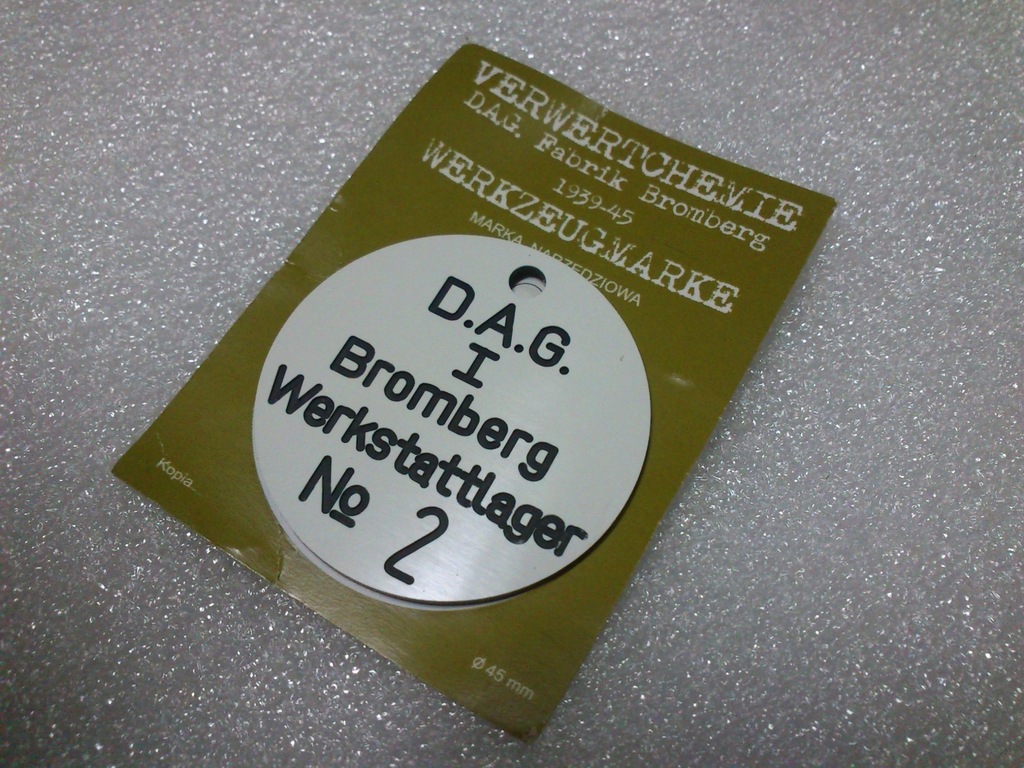 VERWERTCHEMIE
D.A.G. Fabrik Bromberg
1939-45
WERKZEUGMARKE
MARKA NARZĘDZIOWA
D.A.G.
I
Bromberg
Werkstattlager
№ 2
Kopia
Ø 45 mm